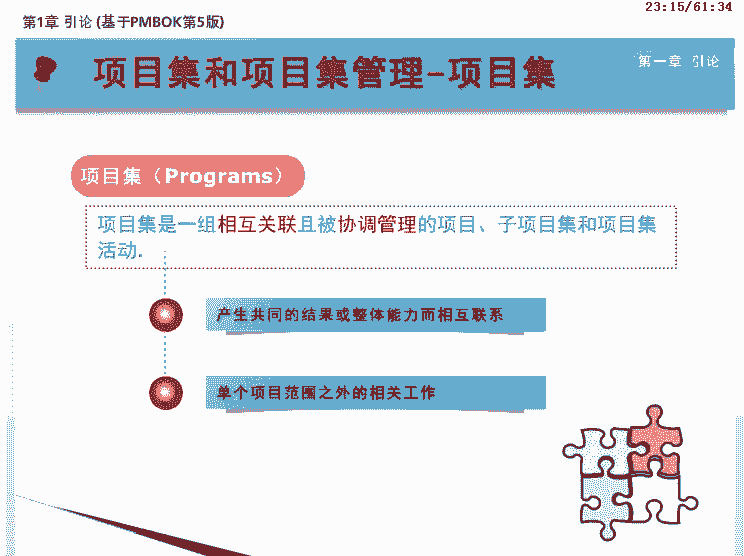 23:15/61:34
第1章 引论 (基于PMBOK第5版)
项目集和项目集管理–项目集
第一章 引论
项目集（Programs）
项目集是一组相互关联且被协调管理的项目、子项目集和项目集
活动.
产生共同的结果或整体能力而相互联系
单个项目范围之外的相关工作